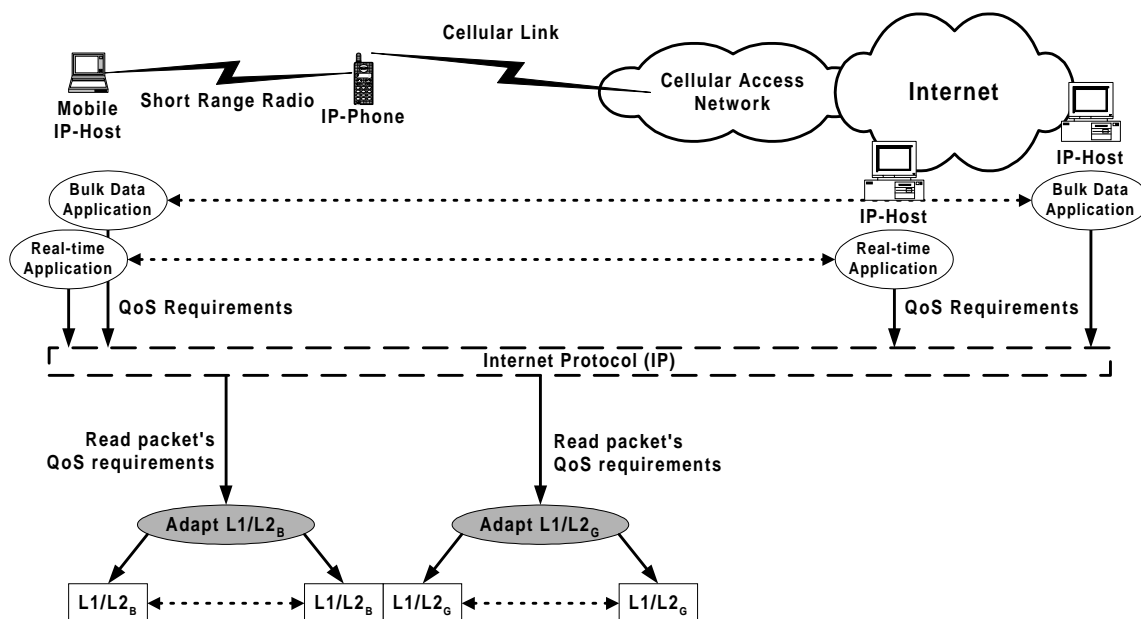 Cellular Link
Cellular Access
Network
Internet
Short Range Radio
Mobile
IP-Host
IP-Phone
IP-Host
IP-Host
Bulk Data
Application
Bulk Data
Application
Real-time
Application
Real-time
Application
QoS Requirements
QoS Requirements
Internet Protocol (IP)
Read packet's
QoS requirements
Read packet's
QoS requirements
Adapt L1/L2B
Adapt L1/L2G
L1/L2B
L1/L2B
L1/L2G
L1/L2G